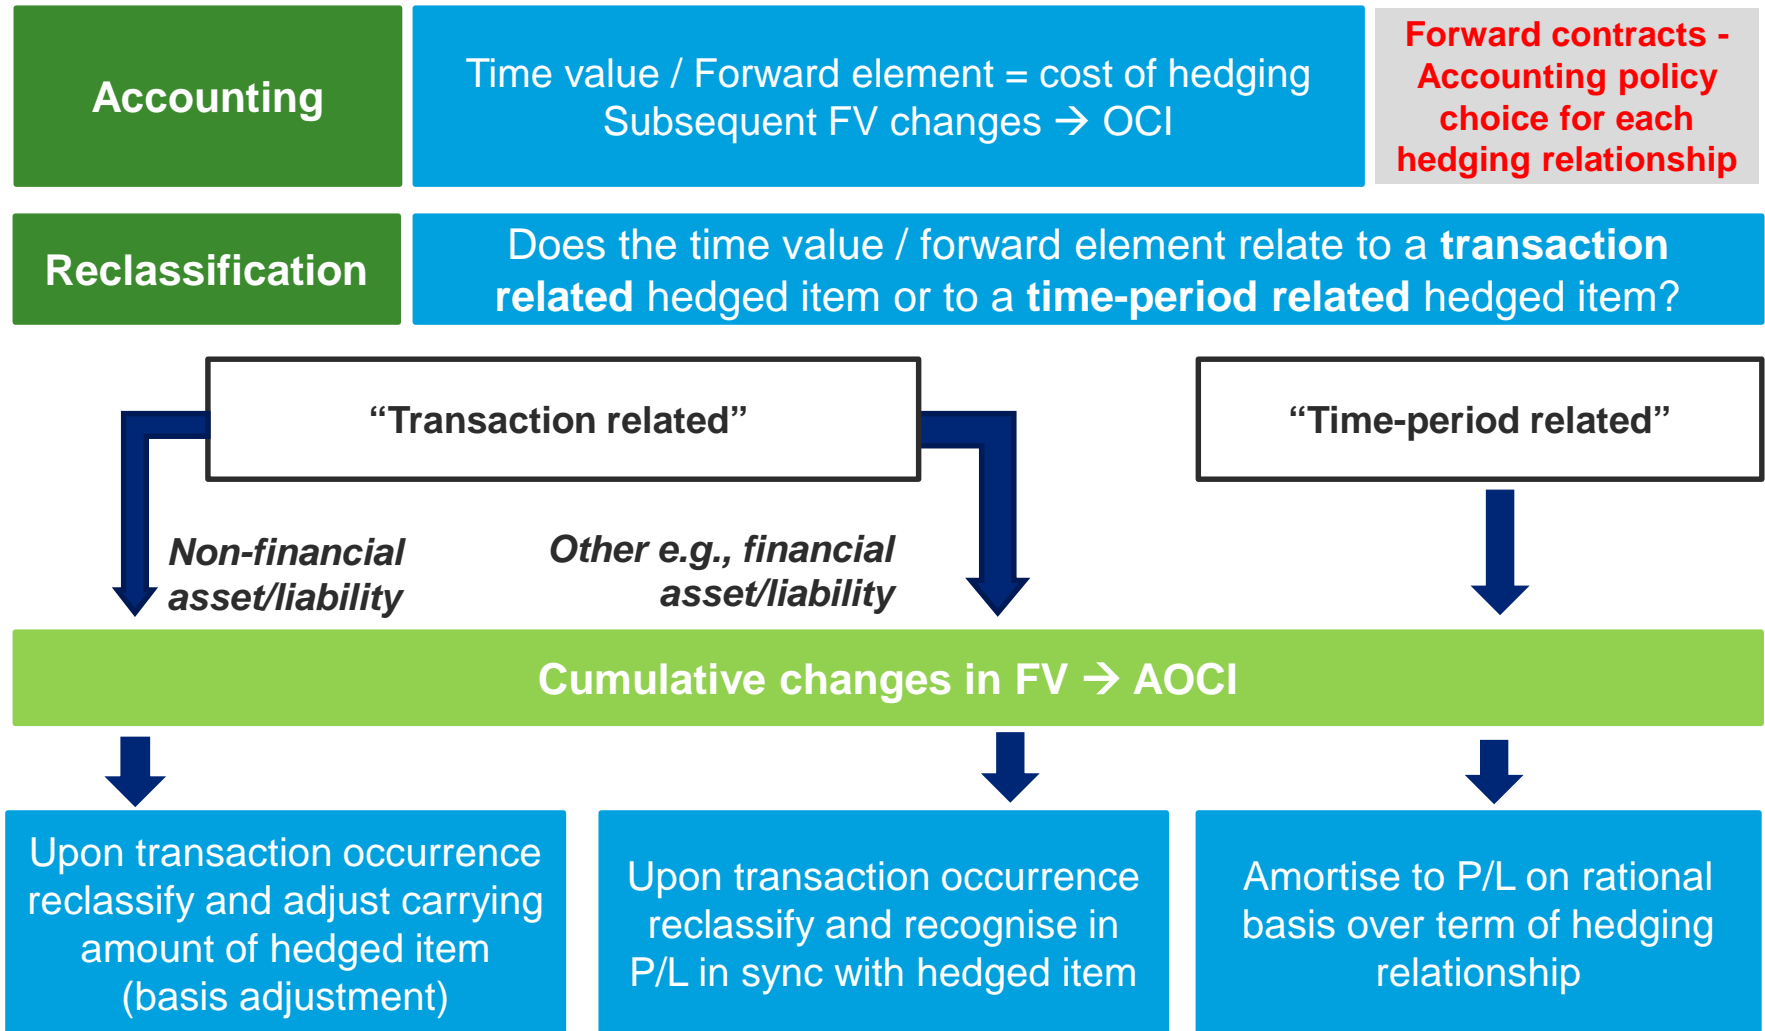 Accounting
Time value / Forward element = cost of hedging
Subsequent FV changes → OCI
Forward contracts -
Accounting policy
choice for each
hedging relationship
Reclassification
Does the time value / forward element relate to a transaction
related hedged item or to a time-period related hedged item?
“Transaction related”
“Time-period related”
Non-financial
asset/liability
Other e.g., financial
asset/liability
Cumulative changes in FV → AOCI
Upon transaction occurrence
reclassify and adjust carrying
amount of hedged item
(basis adjustment)
Upon transaction occurrence
reclassify and recognise in
P/L in sync with hedged item
Amortise to P/L on rational
basis over term of hedging
relationship